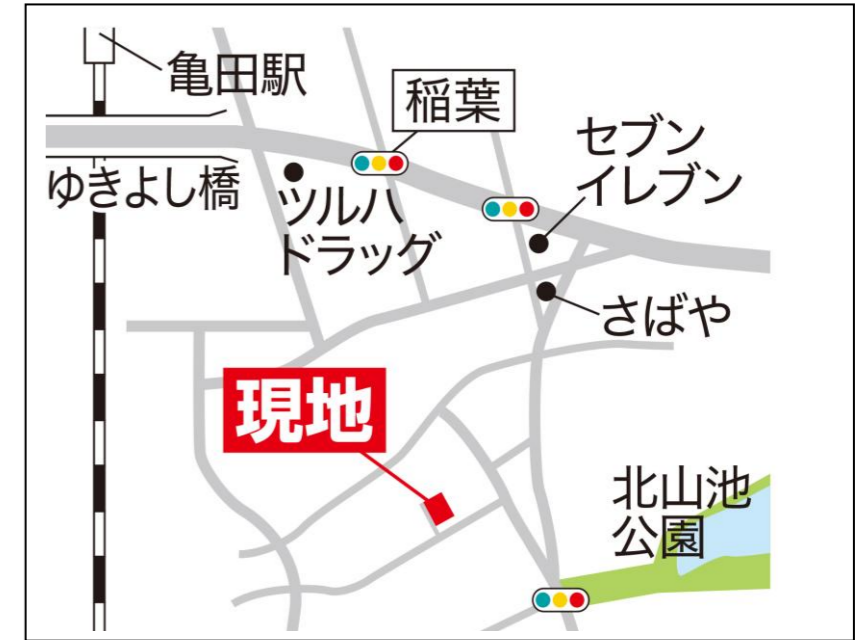 亀田駅
稲葉
セブン
イレブン
ゆきよし橋
ツルハ
ドラッグ
さばや
現地
北山池
公園